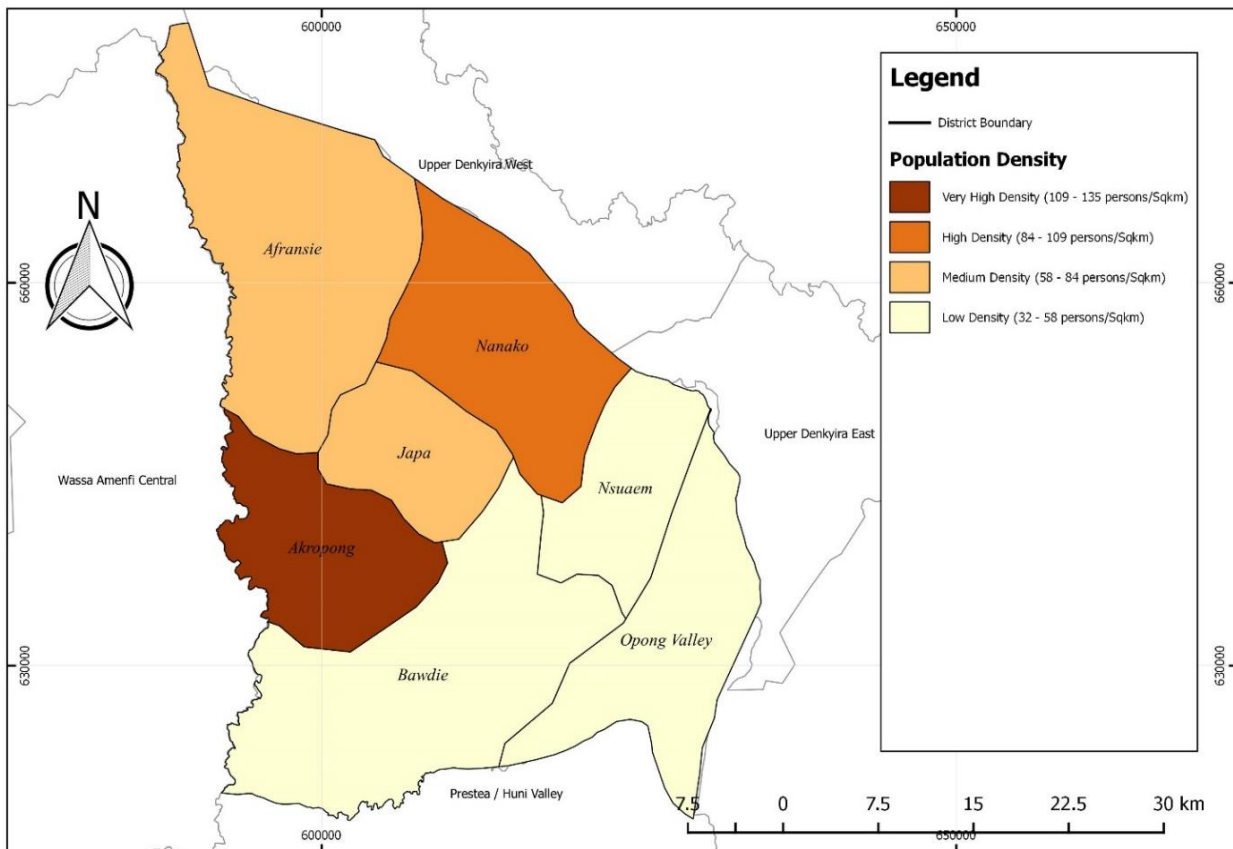 600000
650000
Legend
District Boundary
Population Density
Very High Density (109 - 135 persons/Sqkm)
High Density (84 - 109 persons/Sqkm)
Medium Density (58 - 84 persons/Sqkm)
Low Density (32 - 58 persons/Sqkm)
Upper Denkyira West
N
Afransie
660000
660000
Nanako
Japa
Upper Denkyira East
Wassa Amenfi Central
Nsuaem
Akropong
Opong Valley
630000
630000
Bawdie
Prestea / Huni Valley
7.5 0 7.5 15 22.5 30 km
600000
650000